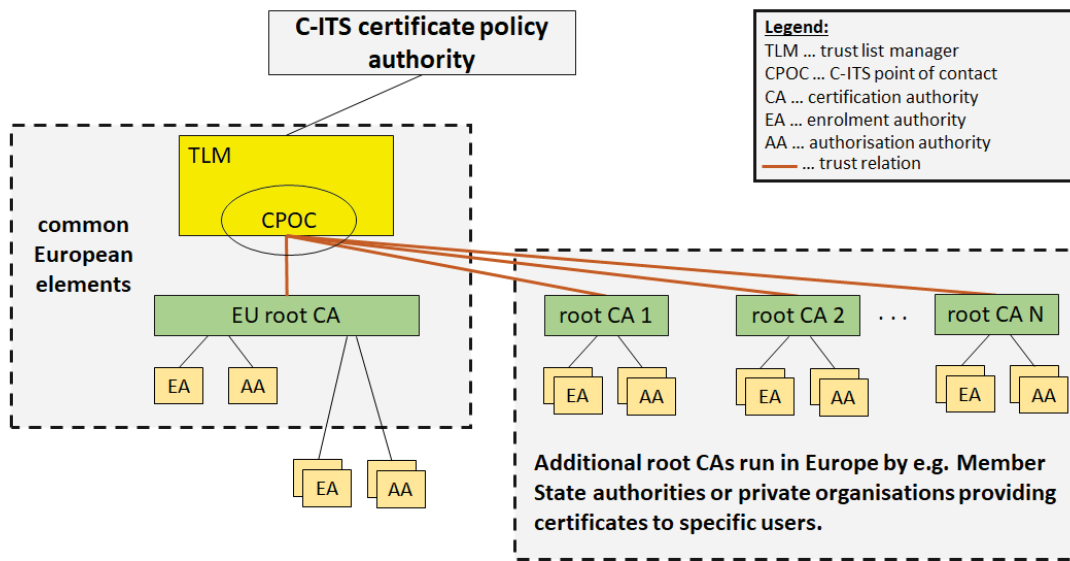 C-ITS certificate policy
authority
Legend:
TLM ... trust list manager
CPOC ... C-ITS point of contact
CA ... certification authority
EA ... enrolment authority
AA ... authorisation authority
... trust relation
TLM
CPOC
common
European
elements
EU root CA
root CA 1
root CA 2
. . .
root CA N
EA
AA
EA
AA
EA
AA
EA
AA
EA
AA
Additional root CAs run in Europe by e.g. Member
State authorities or private organisations providing
certificates to specific users.